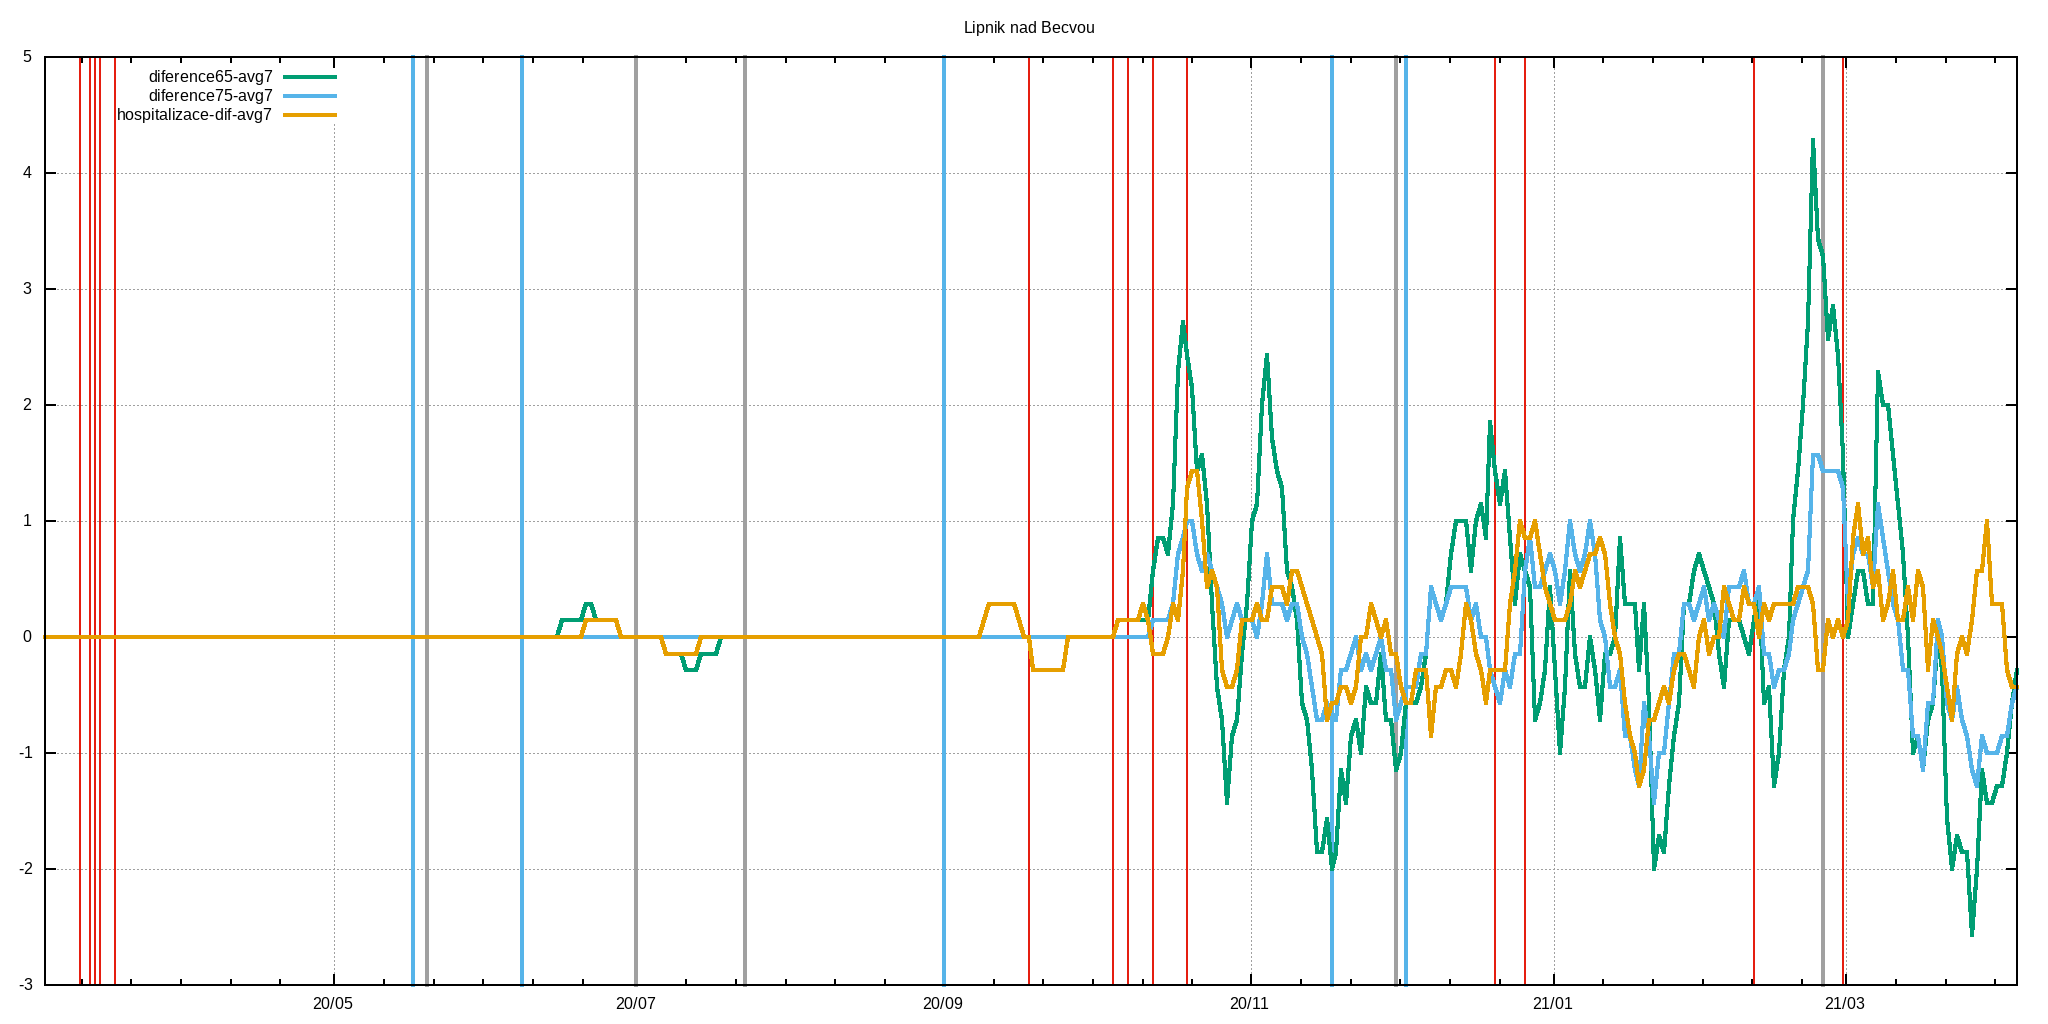 Lipnik nad Becvou
diference65-avg7
diference75-avg7
hospitalizace-dif-avg7
5
4
3
2
1
0
-1
-2
-3
20/05 20/07 20/09 20/11 21/01 21/03